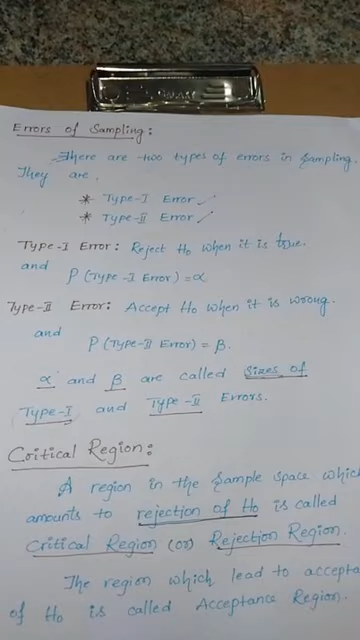 Errors of Sampling:
There are two types of errors in sampling.
They are.
* Type-I Error ✓
* Type-II Error ✓
Type-I Error: Reject Ho when it is true.
and
P(Type-I Error) = α
Type-II Error: Accept Ho when it is wrong.
and
P(Type-II Error) = β.
α and β are called Sizes of
Type-I and Type-II Errors.
Critical Region:
A region in the sample space which
amounts to rejection of Ho is called
Critical Region (or) Rejection Region.
The region which lead to accepta
of Ho is called Acceptance Region.